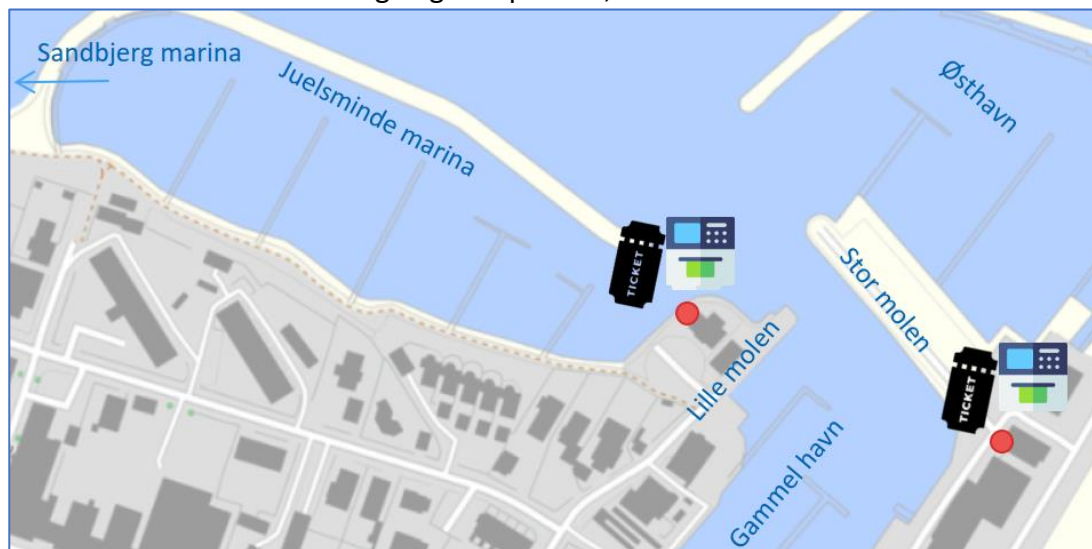 Sandbjerg marina
Juelsminde marina
Østhavn
TICKET
Stor molen
TICKET
Lille molen
Gammel havn